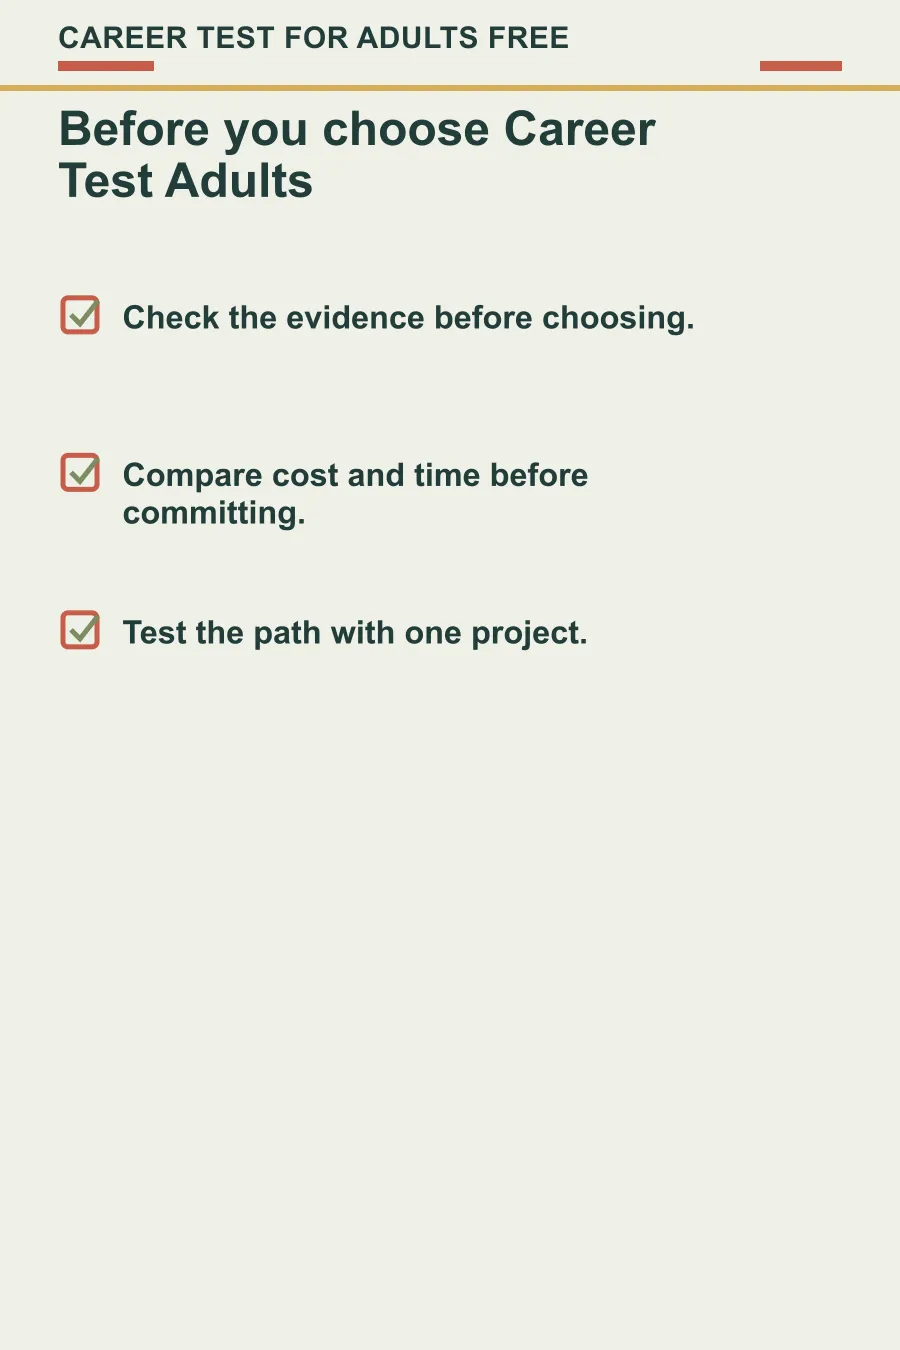 CAREER TEST FOR ADULTS FREE
Before you choose Career
Test Adults
Check the evidence before choosing.
Compare cost and time before
committing.
Test the path with one project.